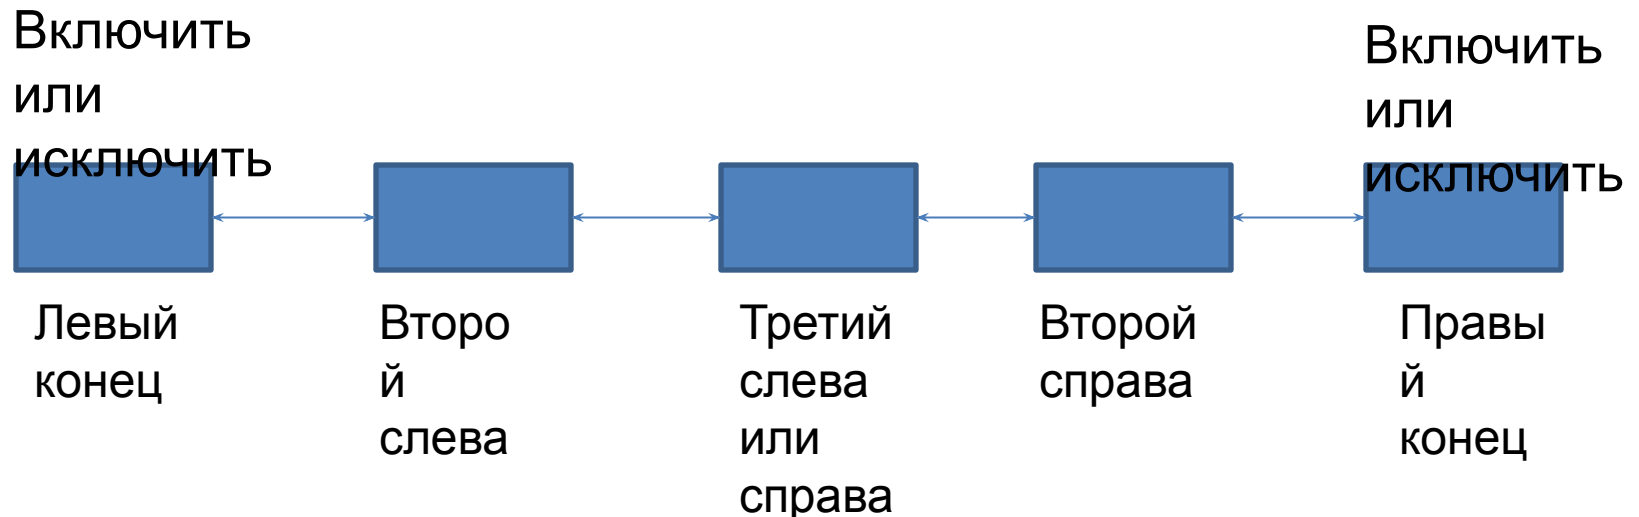 Включить
или
исключить
Включить
или
исключить
Левый
конец
Второ
й
слева
Третий
слева
или
справа
Второй
справа
Правы
й
конец